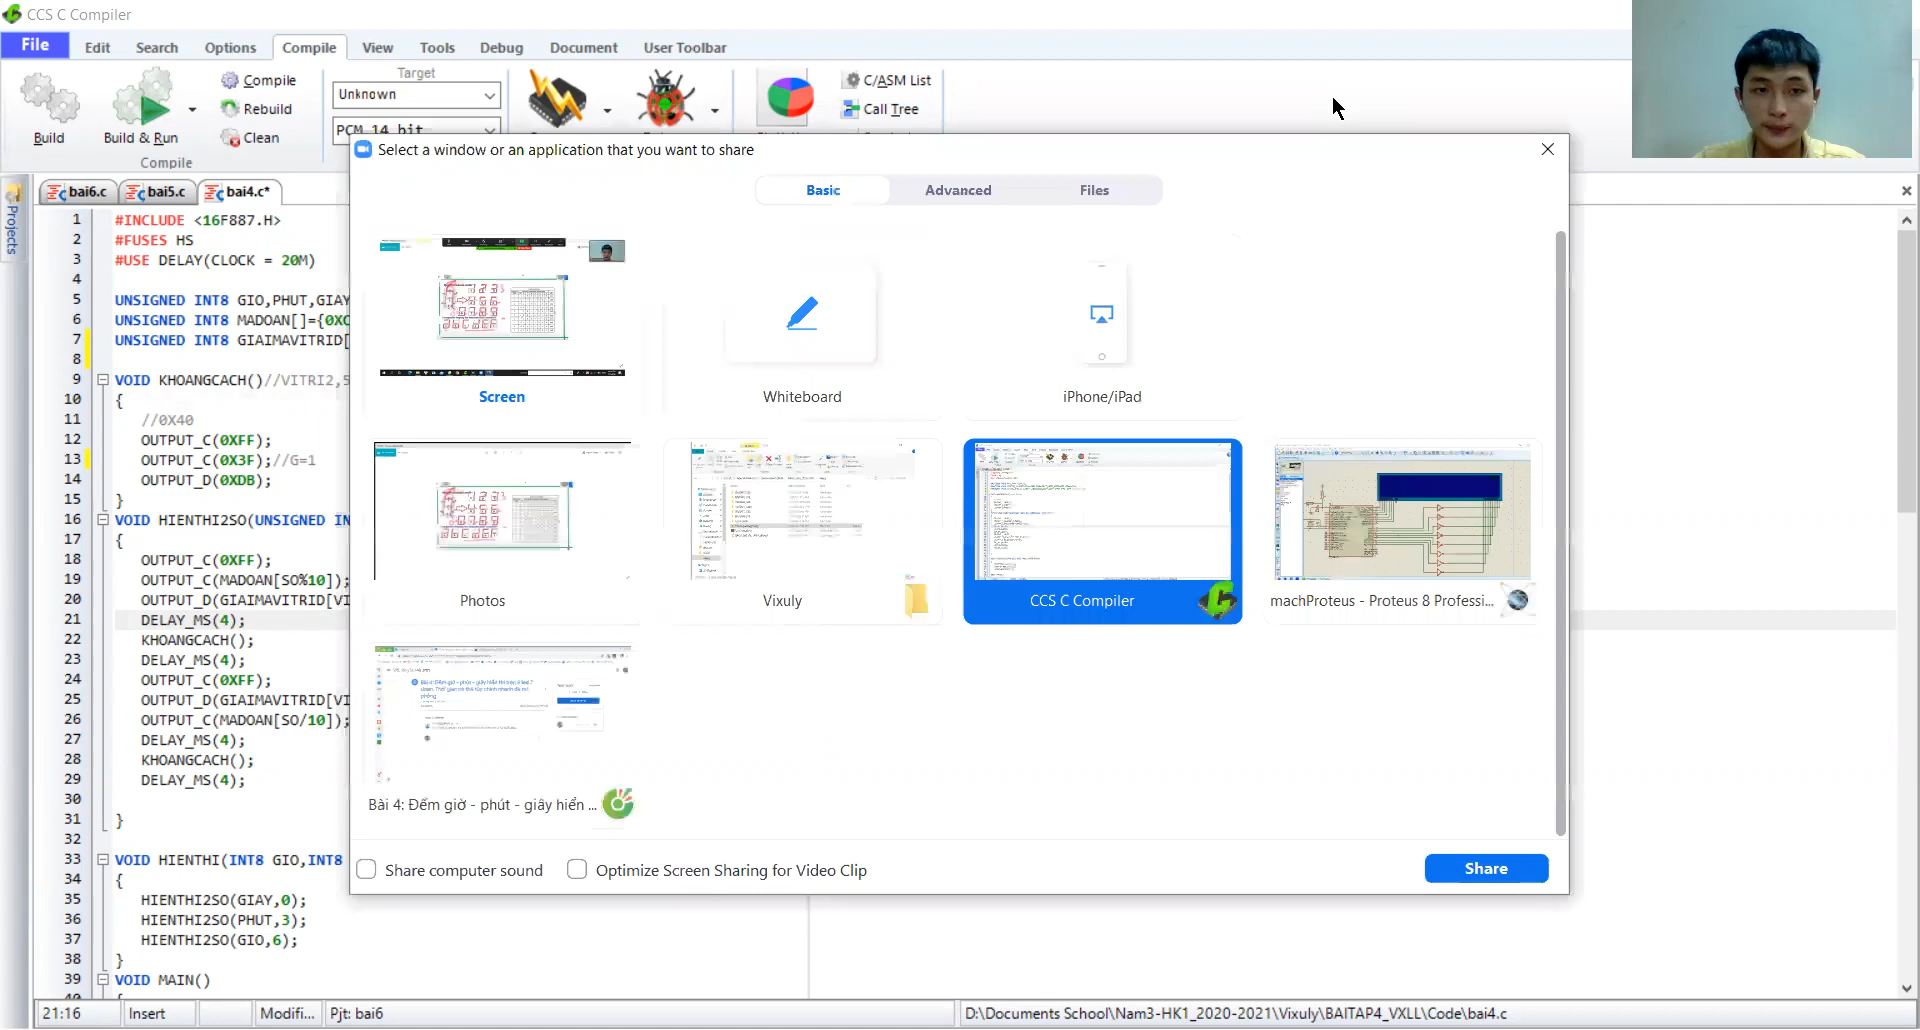 CCS C Compiler
File Edit Search Options Compile View Tools Debug Document User Toolbar
Build
Build & Run
Compile
Rebuild
Clean
Compile
Target
Unknown
PCM 14 bit
C/ASM List
Call Tree
Select a window or an application that you want to share
Basic Advanced Files
Screen
Whiteboard
iPhone/iPad
Photos
Vixuly
CCS C Compiler
machProteus - Proteus 8 Professi...
Bài 4: Đếm giờ - phút - giây hiển ...
Share computer sound
Optimize Screen Sharing for Video Clip
Share
Projects
bai6.c bai5.c bai4.c*
1 #INCLUDE <16F887.H>
2 #FUSES HS
3 #USE DELAY(CLOCK = 20M)
4
5 UNSIGNED INT8 GIO,PHUT,GIAY
6 UNSIGNED INT8 MADOAN[]={0XC
7 UNSIGNED INT8 GIAIMAVITRID[
8
9 VOID KHOANGCACH()//VITRI2,5
10 {
11 //0X40
12 OUTPUT_C(0XFF);
13 OUTPUT_C(0X3F);//G=1
14 OUTPUT_D(0XDB);
15 }
16 VOID HIENTHI2SO(UNSIGNED IN
17 {
18 OUTPUT_C(0XFF);
19 OUTPUT_C(MADOAN[SO%10]);
20 OUTPUT_D(GIAIMAVITRID[VI
21 DELAY_MS(4);
22 KHOANGCACH();
23 DELAY_MS(4);
24 OUTPUT_C(0XFF);
25 OUTPUT_D(GIAIMAVITRID[VI
26 OUTPUT_C(MADOAN[SO/10]);
27 DELAY_MS(4);
28 KHOANGCACH();
29 DELAY_MS(4);
30
31 }
32
33 VOID HIENTHI(INT8 GIO,INT8
34 {
35 HIENTHI2SO(GIAY,0);
36 HIENTHI2SO(PHUT,3);
37 HIENTHI2SO(GIO,6);
38 }
39 VOID MAIN()
40 {
21:16 Insert Modifi... Pjt: bai6 D:\Documents School\Nam3-HK1_2020-2021\Vixuly\BAITAP4_VXLL\Code\bai4.c